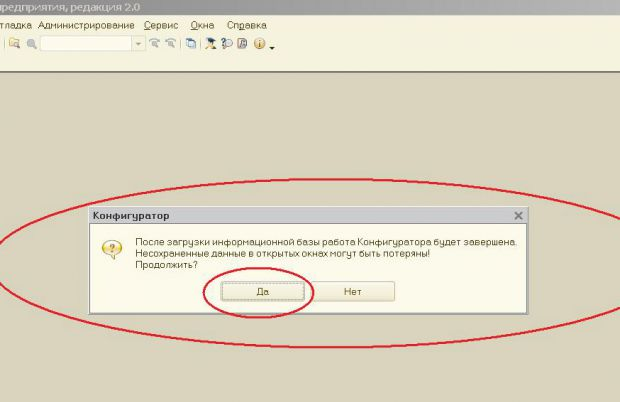 предприятия, редакция 2.0
тладка Администрирование Сервис Окна Справка
Конфигуратор
После загрузки информационной базы работа Конфигуратора будет завершена.
Несохраненные данные в открытых окнах могут быть потеряны!
Продолжить?
Да Нет